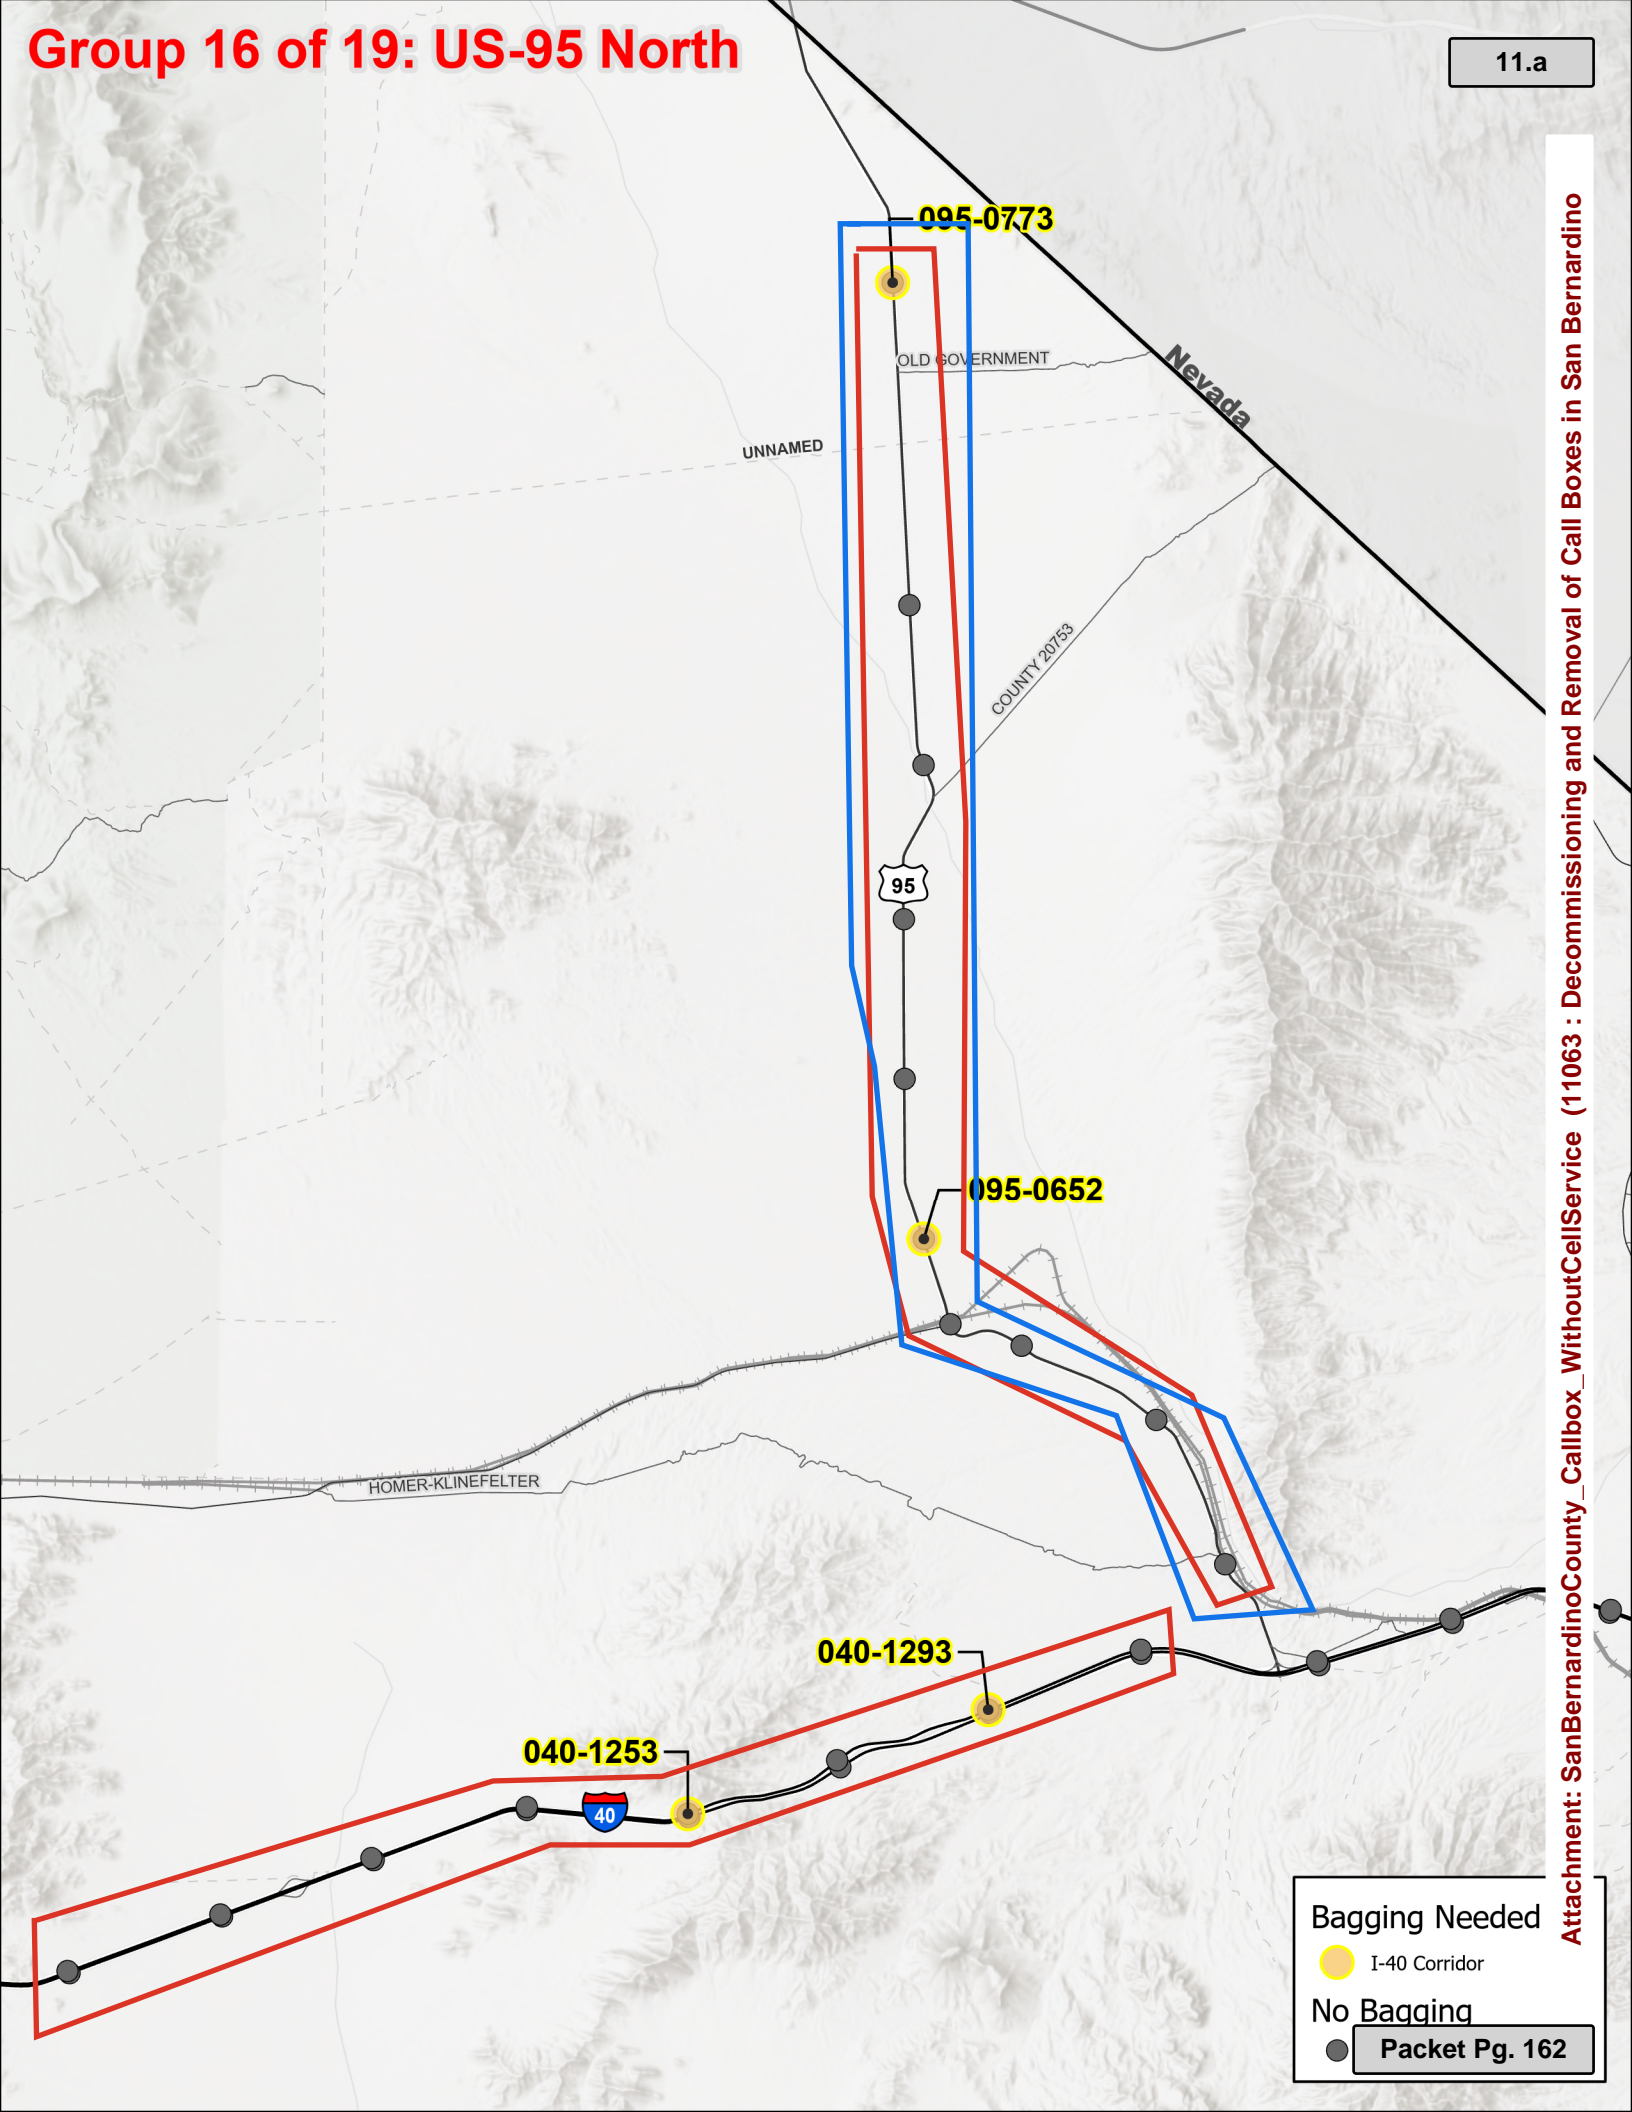 Group 16 of 19: US-95 North
11.a
095-0773
OLD GOVERNMENT
Nevada
UNNAMED
COUNTY 20753
95
095-0652
HOMER-KLINEFELTER
040-1293
040-1253
40
Bagging Needed
I-40 Corridor
No Bagging
Packet Pg. 162
Attachment: SanBernardinoCounty_Callbox_WithoutCellService (11063 : Decommissioning and Removal of Call Boxes in San Bernardino